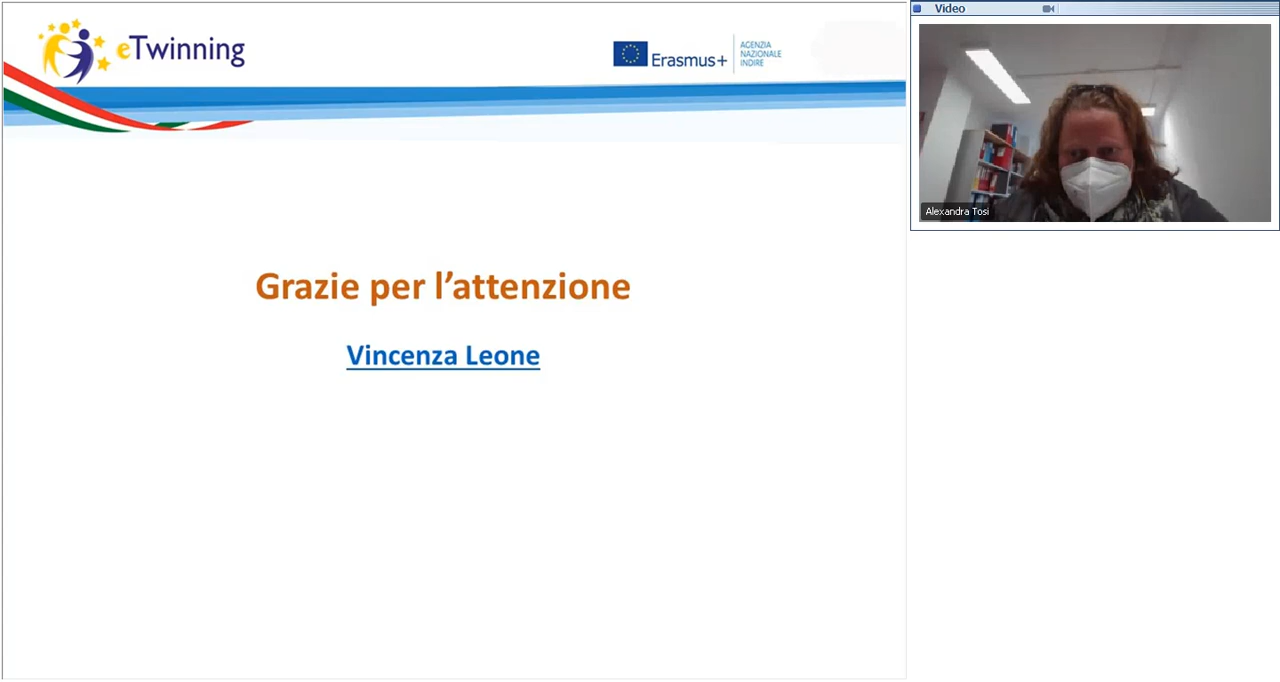 eTwinning
Erasmus+
AGENZIA
NAZIONALE
INDIRE
Grazie per l’attenzione
Vincenza Leone
Video
Alexandra Tosi